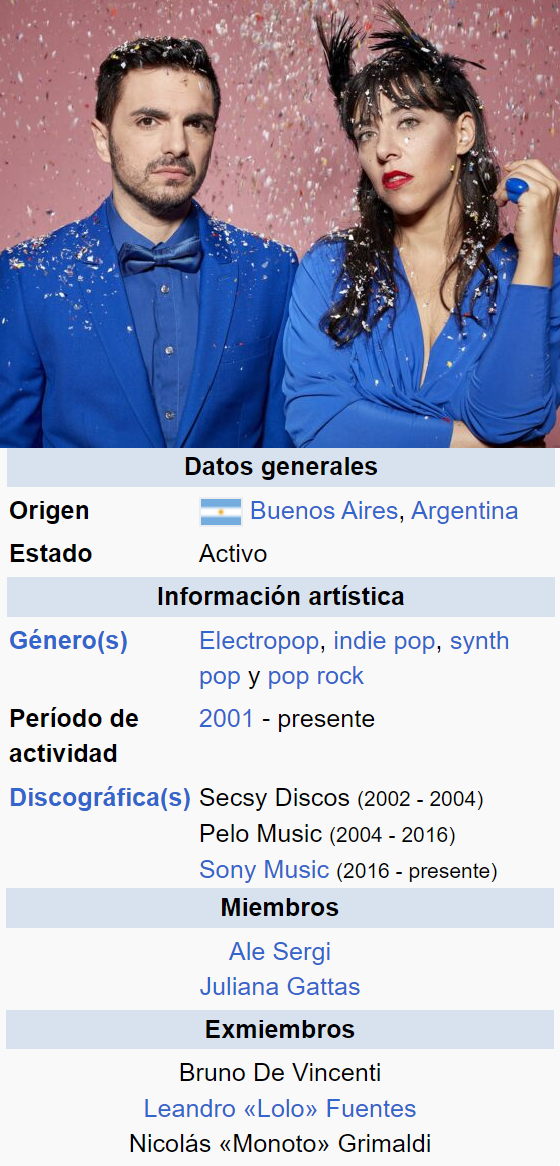 Datos generales
Origen Buenos Aires, Argentina
Estado Activo
Información artística
Género(s) Electropop, indie pop, synth
pop y pop rock
Período de 2001 - presente
actividad
Discográfica(s) Secsy Discos (2002 - 2004)
Pelo Music (2004 - 2016)
Sony Music (2016 - presente)
Miembros
Ale Sergi
Juliana Gattas
Exmiembros
Bruno De Vincenti
Leandro «Lolo» Fuentes
Nicolás «Monoto» Grimaldi